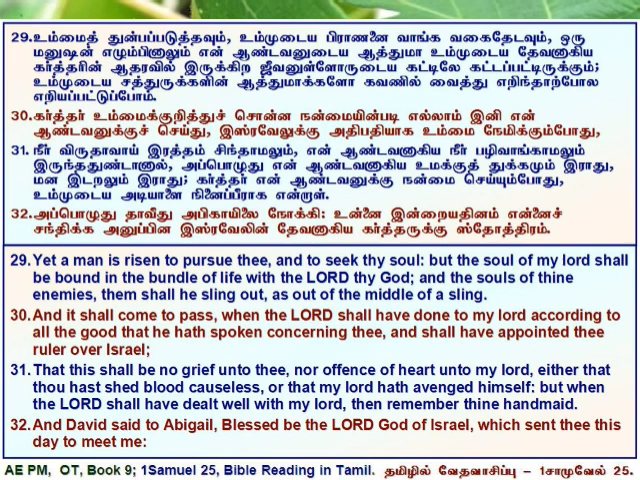 29.உம்மைத் துன்பப்படுத்தவும், உம்முடைய பிராணனை வாங்க வகைதேடவும், ஒரு
மனுஷன் எழும்பினாலும் என் ஆண்டவனுடைய ஆத்துமா உம்முடைய தேவனாகிய
கர்த்தரின் ஆதரவில் இருக்கிற ஜீவனுள்ளோருடைய கட்டிலே கட்டப்பட்டிருக்கும்;
உம்முடைய சத்துருக்களின் ஆத்துமாக்களோ கவணில் வைத்து எறிந்தாற்போல
எறியப்பட்டுப்போம்.
30.கர்த்தர் உம்மைக்குறித்துச் சொன்ன நன்மையின்படி எல்லாம் இனி என்
ஆண்டவனுக்குச் செய்து, இஸ்ரவேலுக்கு அதிபதியாக உம்மை நேமிக்கும்போது,
31. நீர் விருதாவாய் இரத்தம் சிந்தாமலும், என் ஆண்டவனாகிய நீர் பழிவாங்காமலும்
இருந்ததுண்டானால், அப்பொழுது என் ஆண்டவனாகிய உமக்குத் துக்கமும் இராது,
மன இடறலும் இராது; கர்த்தர் என் ஆண்டவனுக்கு நன்மை செய்யும்போது,
உம்முடைய அடியாளை நினைப்பீராக என்றாள்.
32.அப்பொழுது தாவீது அபிகாயிலை நோக்கி: உன்னை இன்றையதினம் என்னைச்
சந்திக்க அனுப்பின இஸ்ரவேலின் தேவனாகிய கர்த்தருக்கு ஸ்தோத்திரம்.
29. Yet a man is risen to pursue thee, and to seek thy soul: but the soul of my lord shall
be bound in the bundle of life with the LORD thy God; and the souls of thine
enemies, them shall he sling out, as out of the middle of a sling.
30. And it shall come to pass, when the LORD shall have done to my lord according to
all the good that he hath spoken concerning thee, and shall have appointed thee
ruler over Israel;
31. That this shall be no grief unto thee, nor offence of heart unto my lord, either that
thou hast shed blood causeless, or that my lord hath avenged himself: but when
the LORD shall have dealt well with my lord, then remember thine handmaid.
32. And David said to Abigail, Blessed be the LORD God of Israel, which sent thee this
day to meet me:
AE PM, OT, Book 9; 1Samuel 25, Bible Reading in Tamil. தமிழில் வேதவாசிப்பு – 1சாமுவேல் 25.